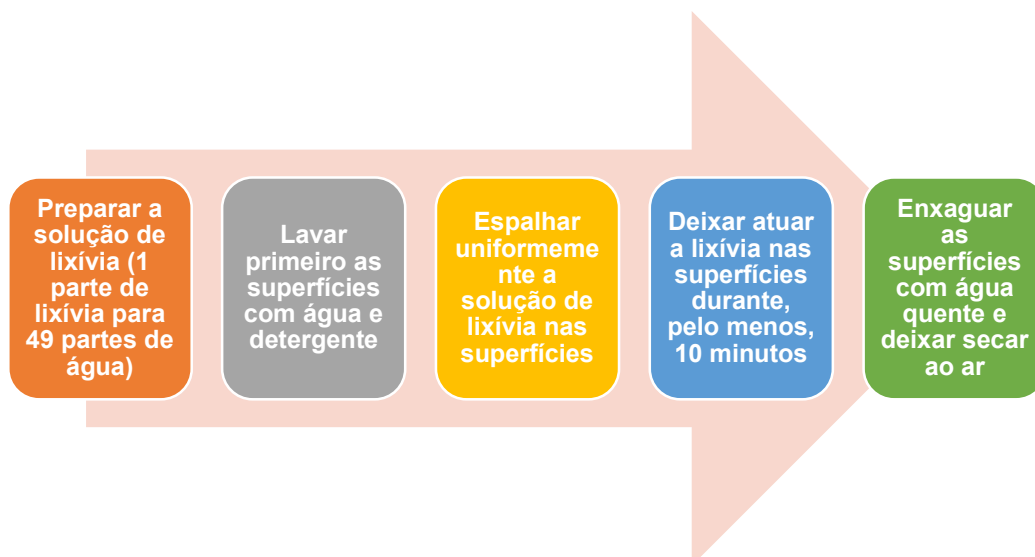 Preparar a
solução de
lixívia (1
parte de
lixívia para
49 partes de
água)
Lavar
primeiro as
superfícies
com água e
detergente
Espalhar
uniformeme
nte a
solução de
lixívia nas
superfícies
Deixar atuar
a lixívia nas
superfícies
durante,
pelo menos,
10 minutos
Enxaguar
as
superfícies
com água
quente e
deixar secar
ao ar